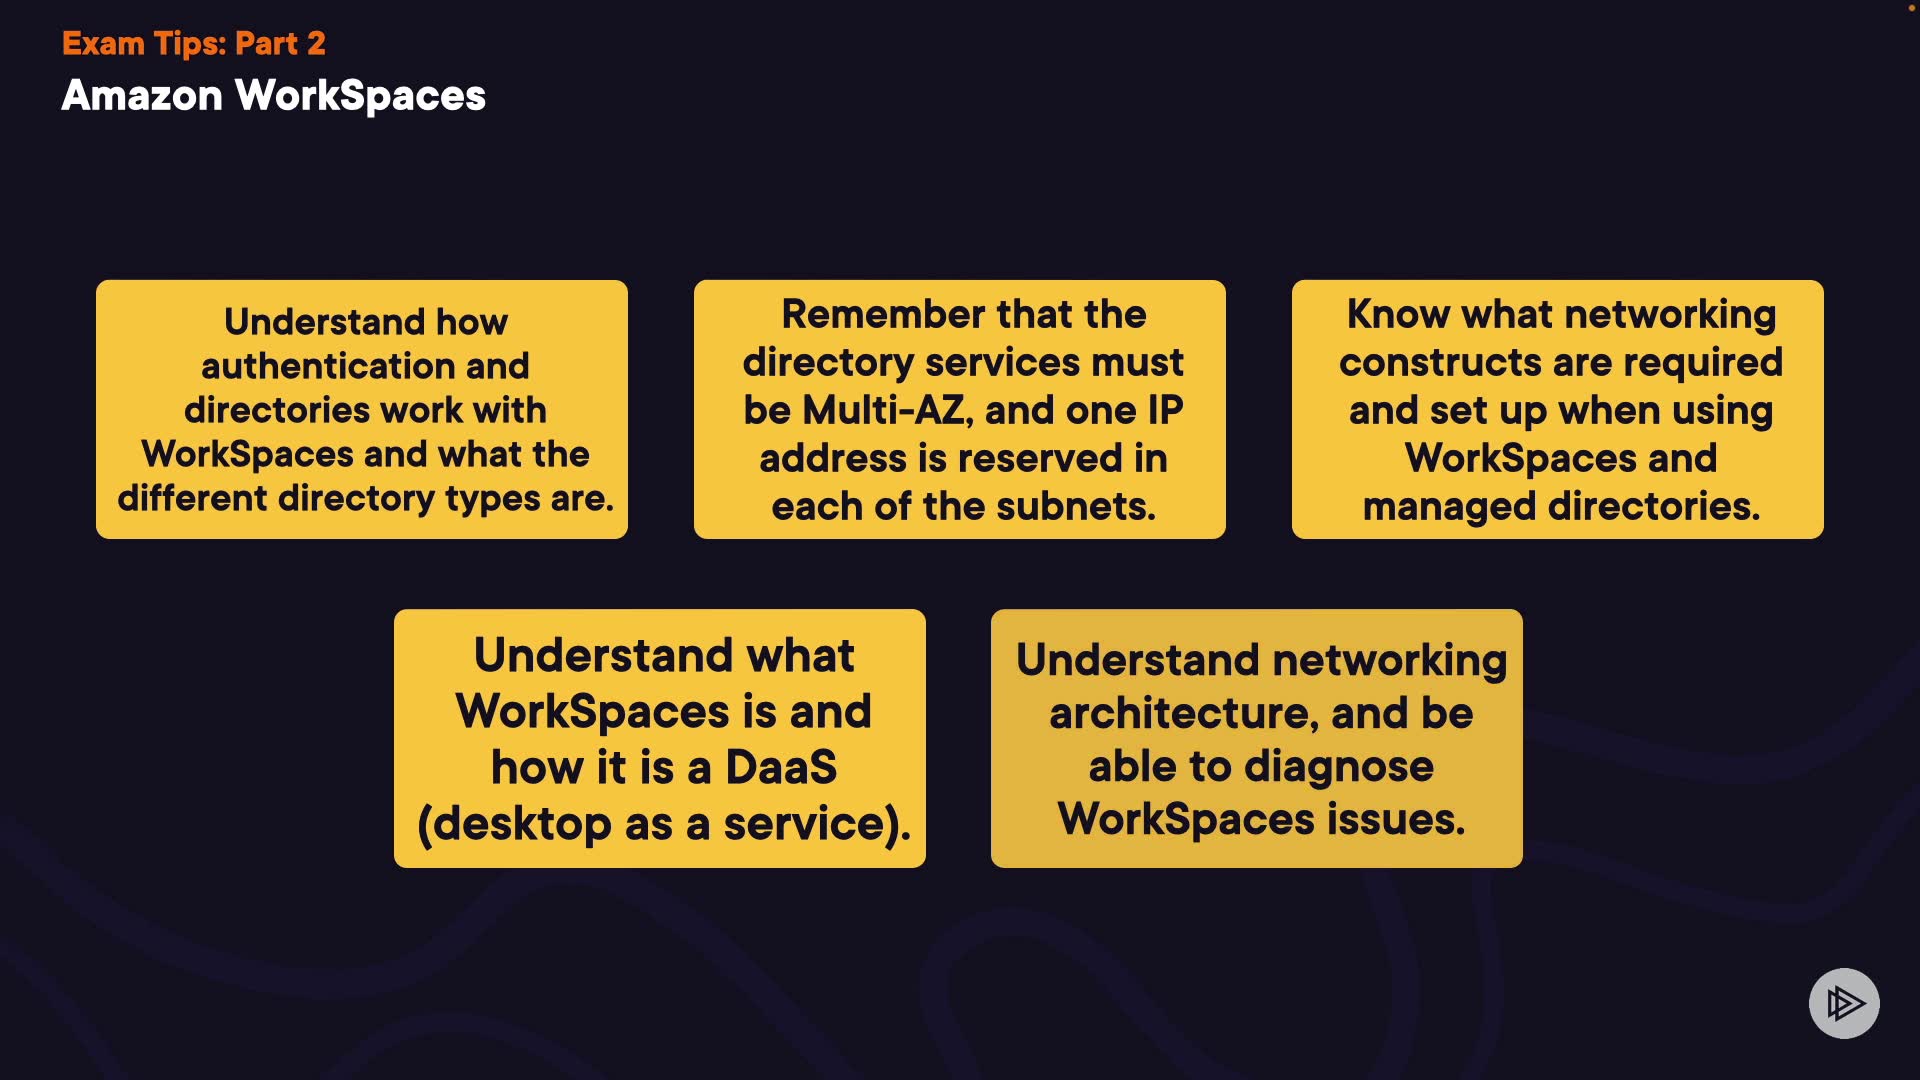 Exam Tips: Part 2
Amazon WorkSpaces
Understand how
authentication and
directories work with
WorkSpaces and what the
different directory types are.
Remember that the
directory services must
be Multi-AZ, and one IP
address is reserved in
each of the subnets.
Know what networking
constructs are required
and set up when using
WorkSpaces and
managed directories.
Understand what
WorkSpaces is and
how it is a DaaS
(desktop as a service).
Understand networking
architecture, and be
able to diagnose
WorkSpaces issues.